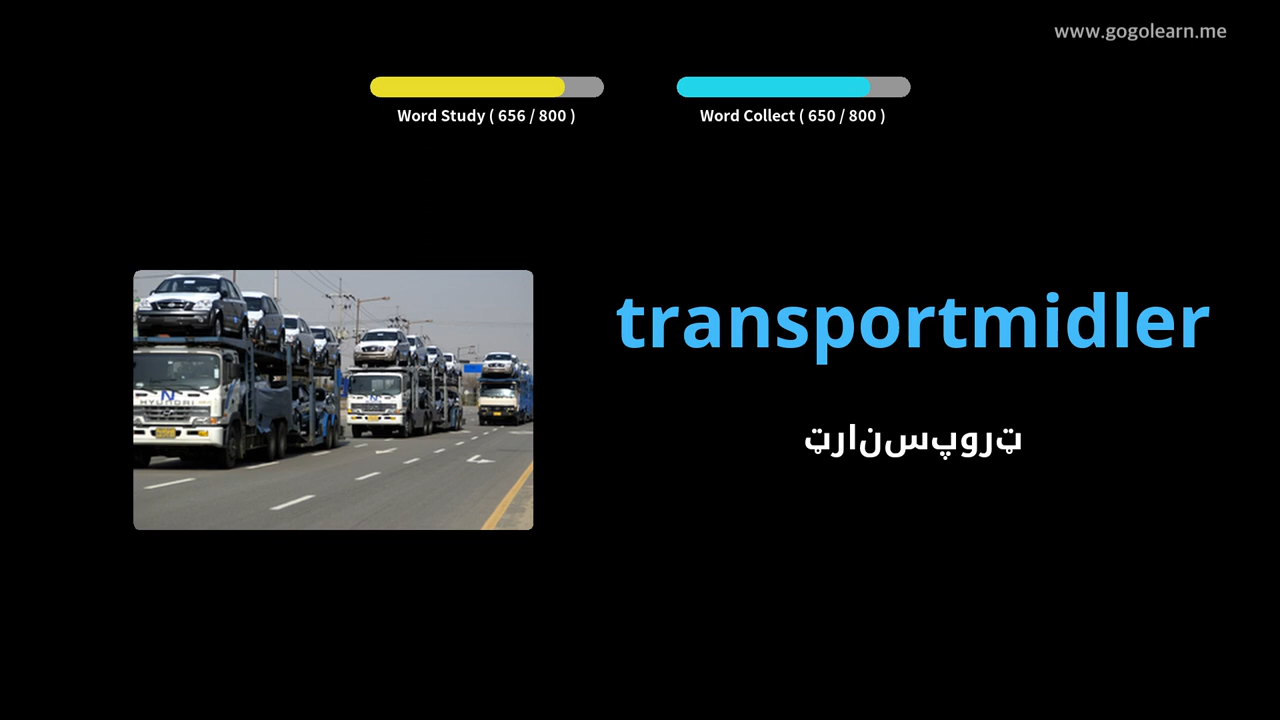 www.gogolearn.me
Word Study ( 656 / 800 )
Word Collect ( 650 / 800 )
transportmidler
ټرانسپورټ